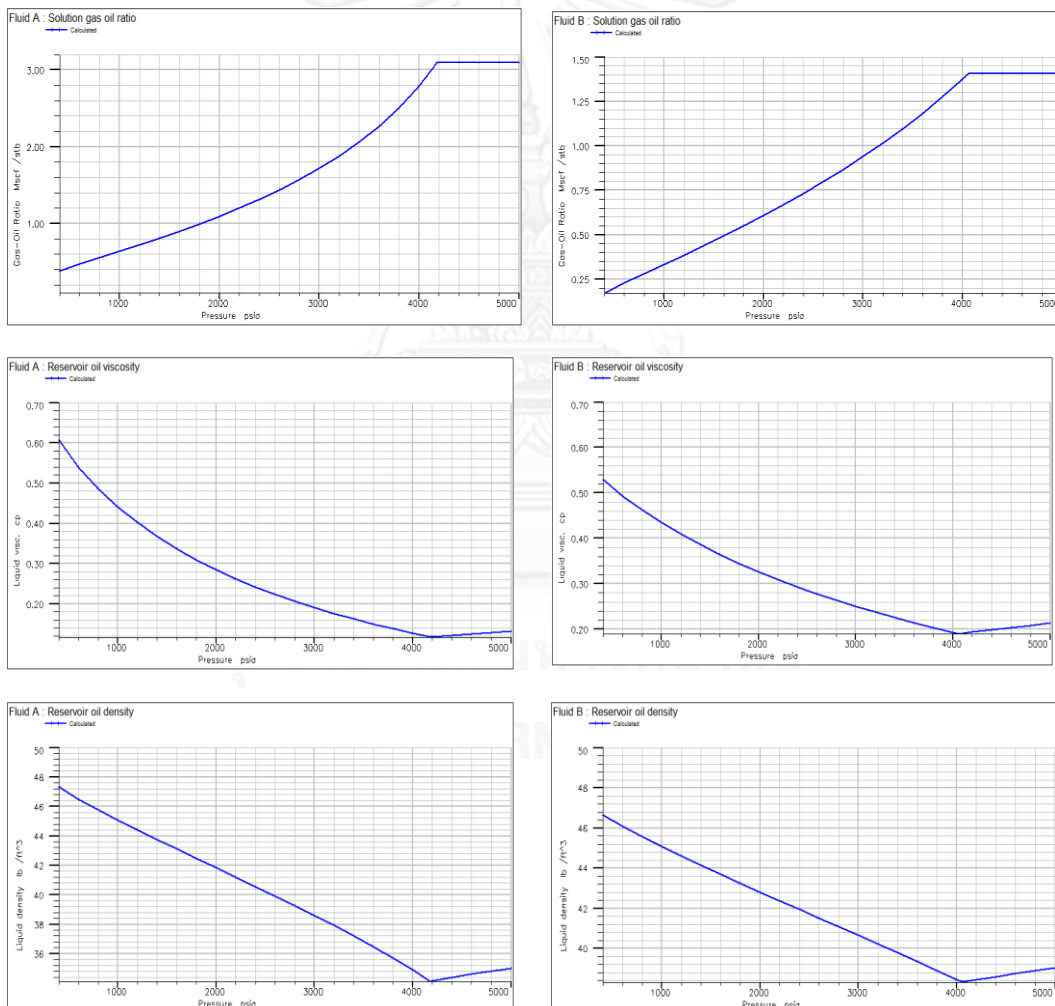 Fluid A : Solution gas oil ratio
Calculated
Gas-Oil Ratio Mscf /stb
3.00
2.00
1.00
1000 2000 3000 4000 5000
Pressure psia
Fluid B : Solution gas oil ratio
Calculated
Gas-Oil Ratio Mscf /stb
1.50
1.25
1.00
0.75
0.50
0.25
1000 2000 3000 4000 5000
Pressure psia
Fluid A : Reservoir oil viscosity
Calculated
Liquid visc. cp
0.70
0.60
0.50
0.40
0.30
0.20
1000 2000 3000 4000 5000
Pressure psia
Fluid B : Reservoir oil viscosity
Calculated
Liquid visc. cp
0.70
0.60
0.50
0.40
0.30
0.20
1000 2000 3000 4000 5000
Pressure psia
Fluid A : Reservoir oil density
Calculated
Liquid density lb /ft^3
50
48
46
44
42
40
38
36
1000 2000 3000 4000 5000
Pressure psia
Fluid B : Reservoir oil density
Calculated
Liquid density lb /ft^3
50
48
46
44
42
40
1000 2000 3000 4000 5000
Pressure psia